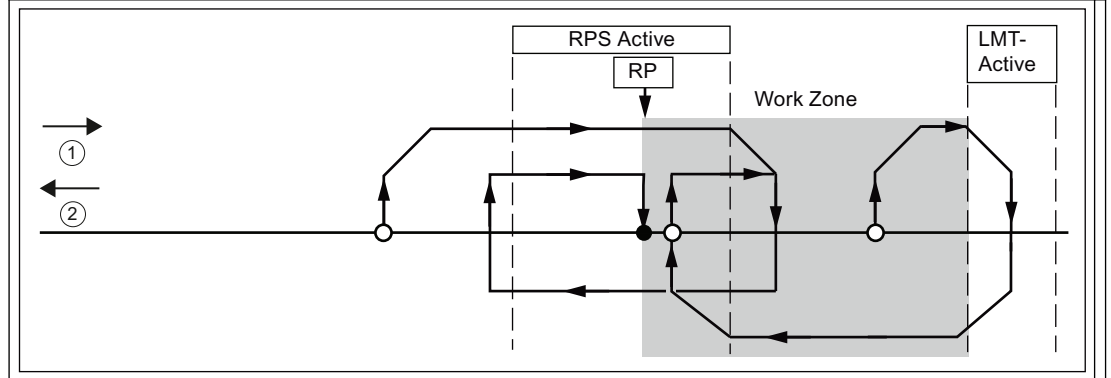 RPS Active
RP
LMT-
Active
Work Zone
1
2